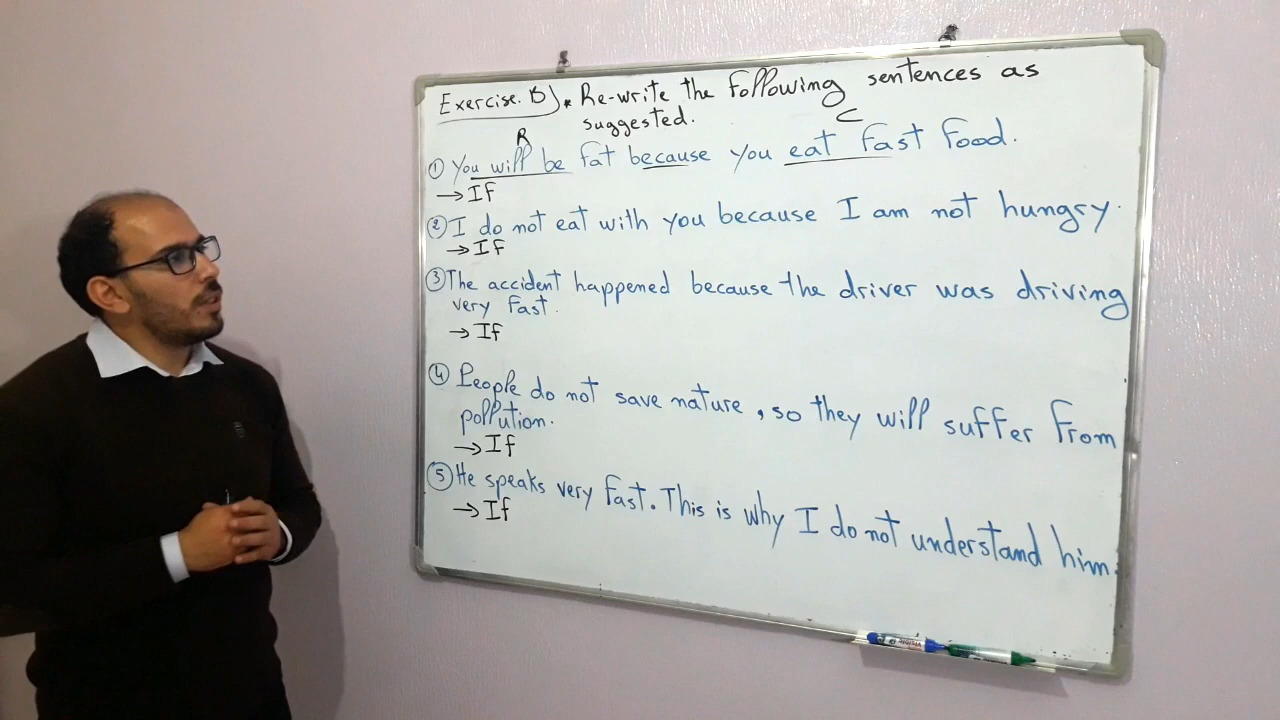 Exercise. B) * Re-write the following sentences as
suggested.
R
C
① You will be fat because you eat fast food.
→ If
② I do not eat with you because I am not hungry.
→ If
③ The accident happened because the driver was driving
very fast.
→ If
④ People do not save nature, so they will suffer from
pollution.
→ If
⑤ He speaks very fast. This is why I do not understand him.
→ If